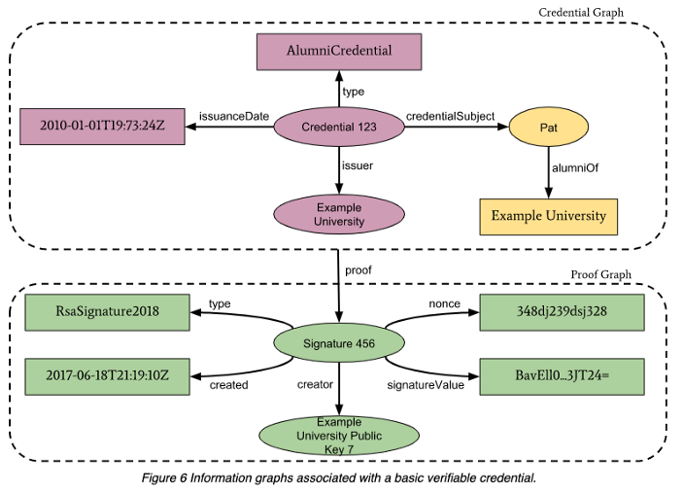 Credential Graph
AlumniCredential
type
2010-01-01T19:73:24Z
issuanceDate
Credential 123
credentialSubject
Pat
issuer
alumniOf
Example
University
Example University
proof
Proof Graph
RsaSignature2018
type
nonce
348dj239dsj328
Signature 456
2017-06-18T21:19:10Z
created
creator
signatureValue
BavEll0_3JT24=
Example
University Public
Key 7
Figure 6 Information graphs associated with a basic verifiable credential.